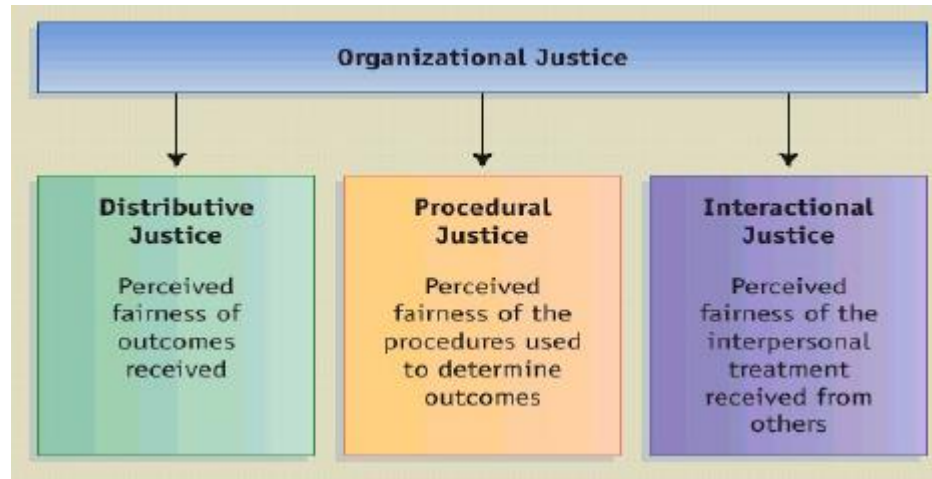 Organizational Justice
Distributive
Justice
Perceived
fairness of
outcomes
received
Procedural
Justice
Perceived
fairness of the
procedures used
to determine
outcomes
Interactional
Justice
Perceived
fairness of the
interpersonal
treatment
received from
others